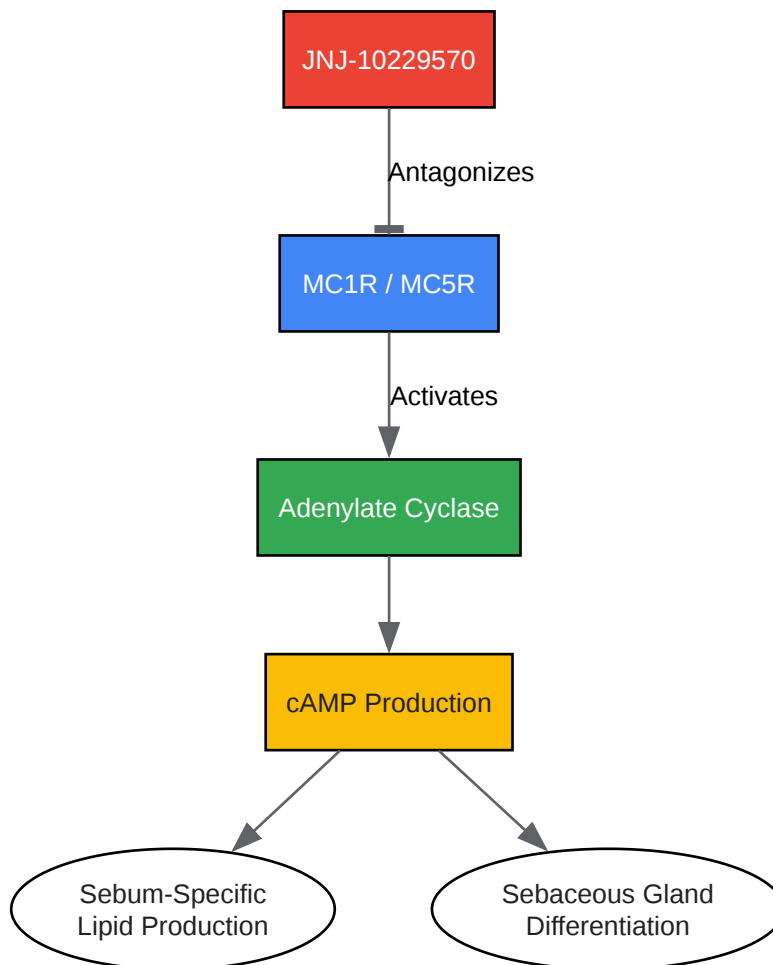 JNJ-10229570
Antagonizes
MC1R / MC5R
Activates
Adenylate Cyclase
cAMP Production
Sebum-Specific
Lipid Production
Sebaceous Gland
Differentiation